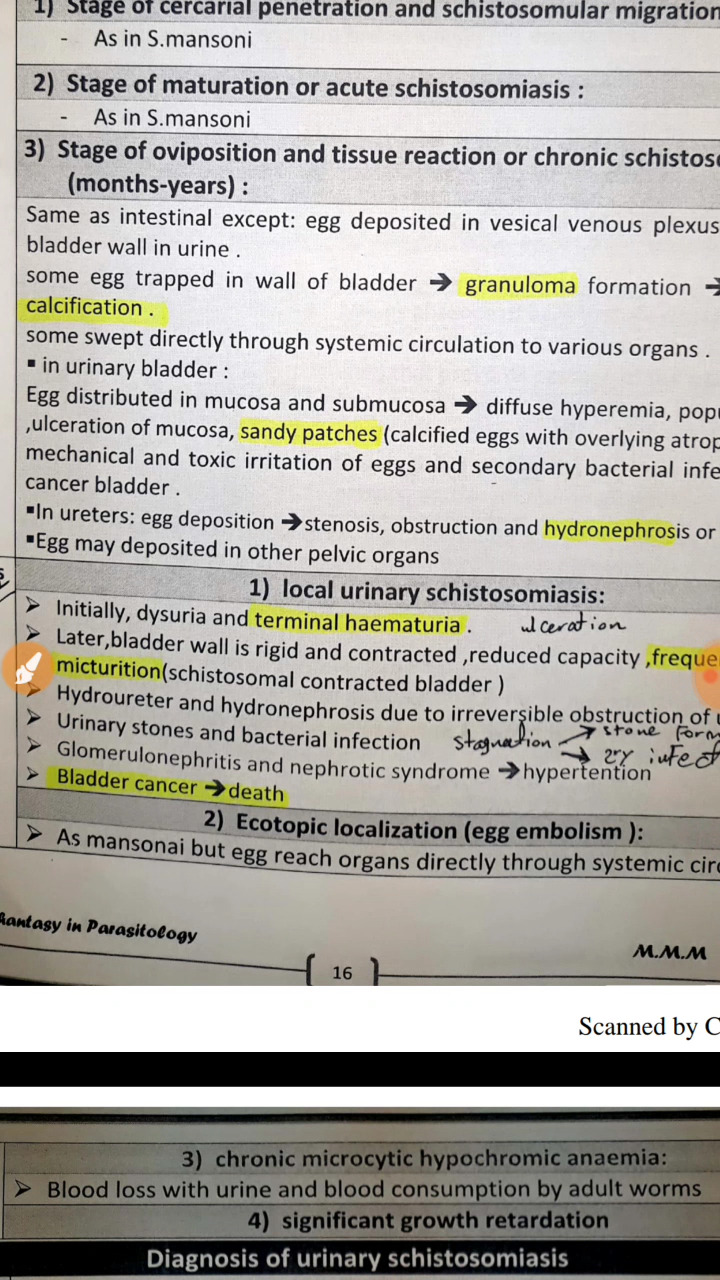 1) Stage of cercarial penetration and schistosomular migration
- As in S.mansoni
2) Stage of maturation or acute schistosomiasis :
- As in S.mansoni
3) Stage of oviposition and tissue reaction or chronic
(months-years) :
Same as intestinal except: egg deposited in vesical venous plexus
bladder wall in urine .
some egg trapped in wall of bladder ➔ granuloma formation ➔
calcification .
some swept directly through systemic circulation to various organs .
▪ in urinary bladder :
Egg distributed in mucosa and submucosa ➔ diffuse hyperemia,
,ulceration of mucosa, sandy patches (calcified eggs with overlying
mechanical and toxic irritation of eggs and secondary bacterial
cancer bladder .
▪In ureters: egg deposition ➔stenosis, obstruction and hydronephrosis or
▪Egg may deposited in other pelvic organs
1) local urinary schistosomiasis:
➢ Initially, dysuria and terminal haematuria . ulceration
➢ Later,bladder wall is rigid and contracted ,reduced capacity ,
micturition(schistosomal contracted bladder )
➢ Hydroureter and hydronephrosis due to irreversible obstruction of
➢ Urinary stones and bacterial infection stagnation → stone
→ 2ry
➢ Glomerulonephritis and nephrotic syndrome ➔hypertention
➢ Bladder cancer ➔death
2) Ecotopic localization (egg embolism ):
➢ As mansonai but egg reach organs directly through systemic
in Parasitology
M.M.M
16
Scanned by
3) chronic microcytic hypochromic anaemia:
➢ Blood loss with urine and blood consumption by adult worms
4) significant growth retardation
Diagnosis of urinary schistosomiasis